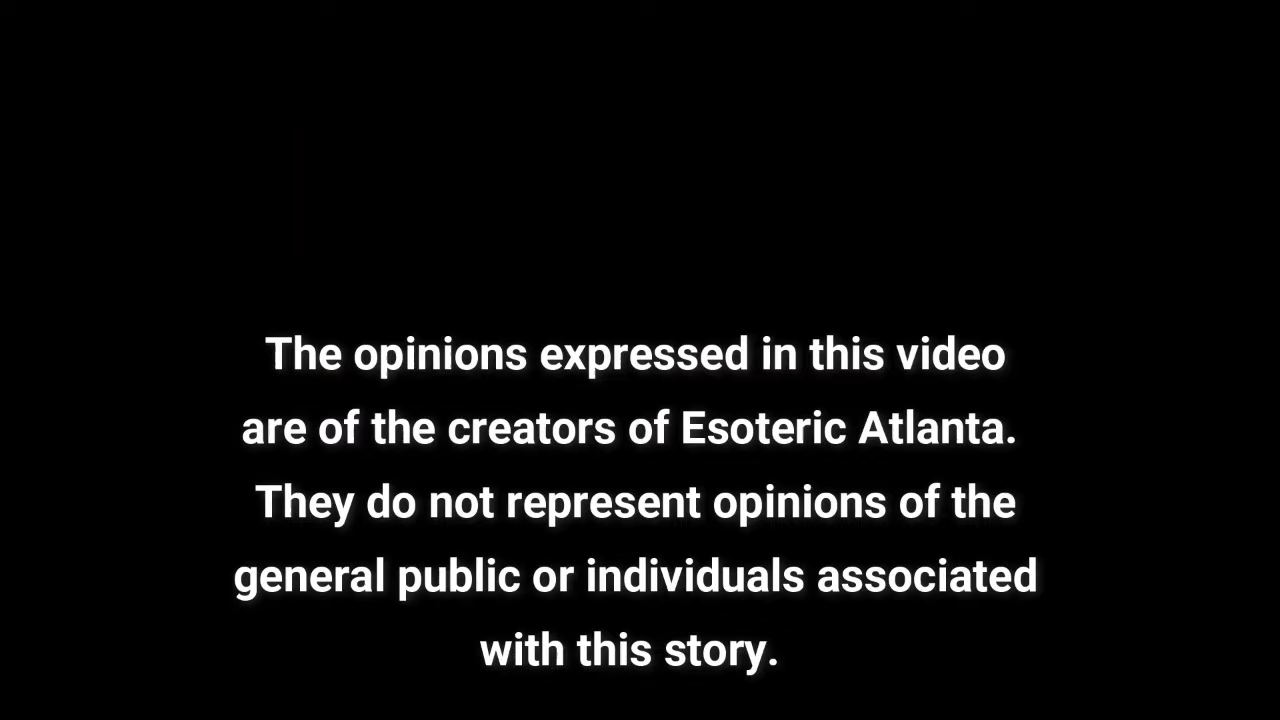 The opinions expressed in this video
are of the creators of Esoteric Atlanta.
They do not represent opinions of the
general public or individuals associated
with this story.